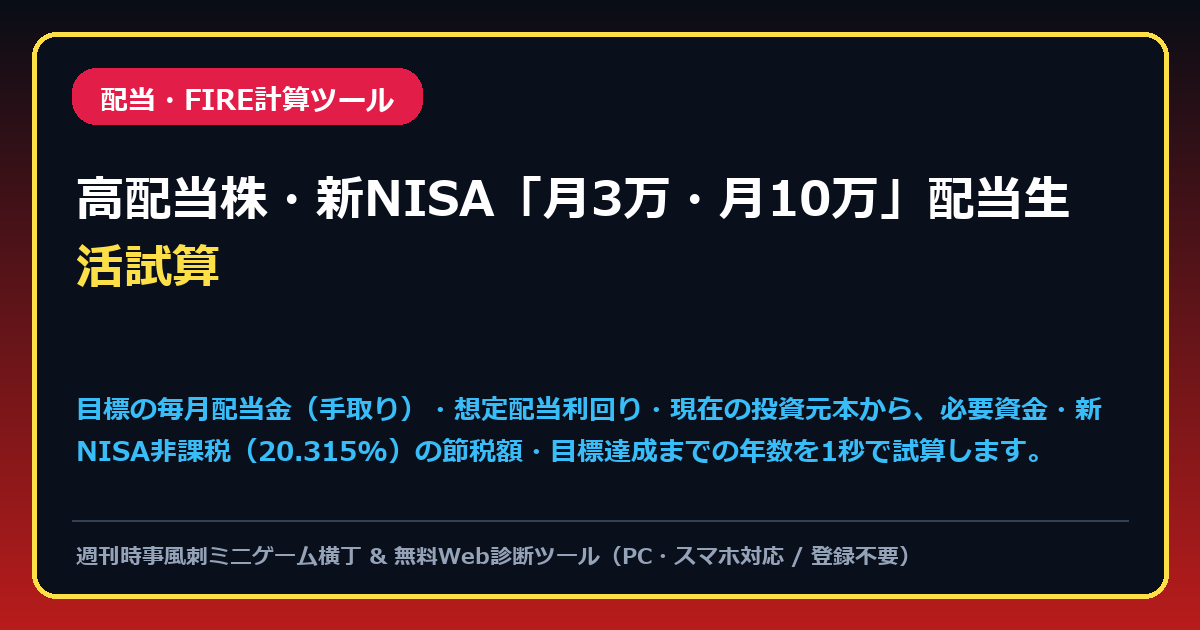 配当・FIRE計算ツール
高配当株・新NISA「月3万・月10万」配当生
活試算
目標の毎月配当金（手取り）・想定配当利回り・現在の投資元本から、必要資金・新
NISA非課税（20.315%）の節税額・目標達成までの年数を1秒で試算します。
週刊時事風刺ミニゲーム横丁 & 無料Web診断ツール（PC・スマホ対応 / 登録不要）